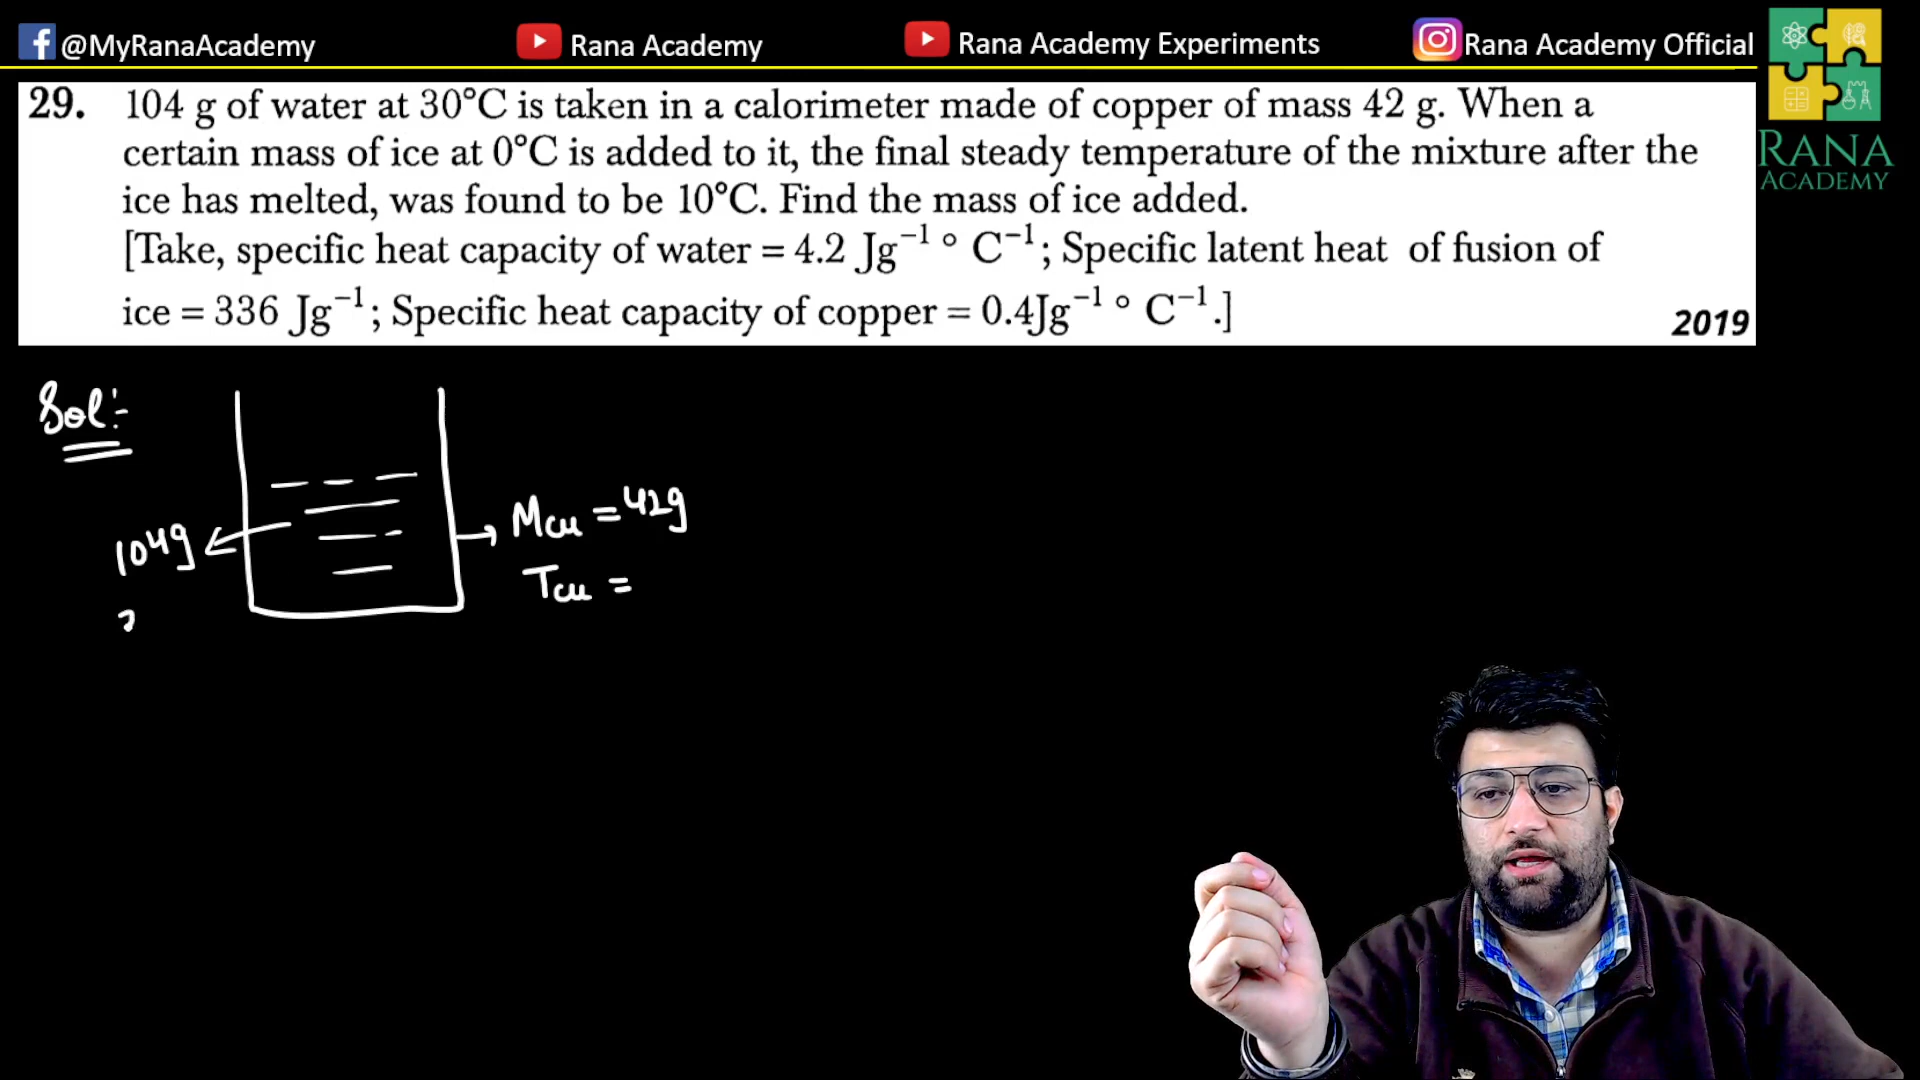 @MyRanaAcademy
Rana Academy
Rana Academy Experiments
Rana Academy Official
RANA
ACADEMY
29. 104 g of water at 30°C is taken in a calorimeter made of copper of mass 42 g. When a
certain mass of ice at 0°C is added to it, the final steady temperature of the mixture after the
ice has melted, was found to be 10°C. Find the mass of ice added.
[Take, specific heat capacity of water = 4.2 Jg⁻¹ ° C⁻¹; Specific latent heat of fusion of
ice = 336 Jg⁻¹; Specific heat capacity of copper = 0.4Jg⁻¹ ° C⁻¹.]
2019
Sol:-
104g
Mcu = 42g
Tcu =